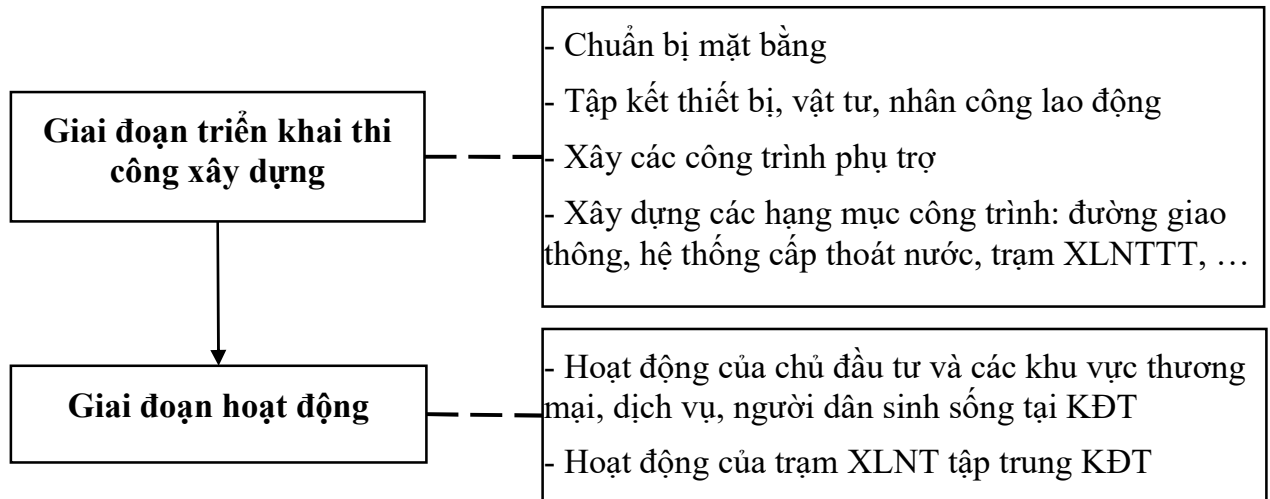 Giai đoạn triển khai thi
công xây dựng
- Chuẩn bị mặt bằng
- Tập kết thiết bị, vật tư, nhân công lao động
- Xây các công trình phụ trợ
- Xây dựng các hạng mục công trình: đường giao
thông, hệ thống cấp thoát nước, trạm XLNTTT, …
Giai đoạn hoạt động
- Hoạt động của chủ đầu tư và các khu vực thương
mại, dịch vụ, người dân sinh sống tại KĐT
- Hoạt động của trạm XLNT tập trung KĐT